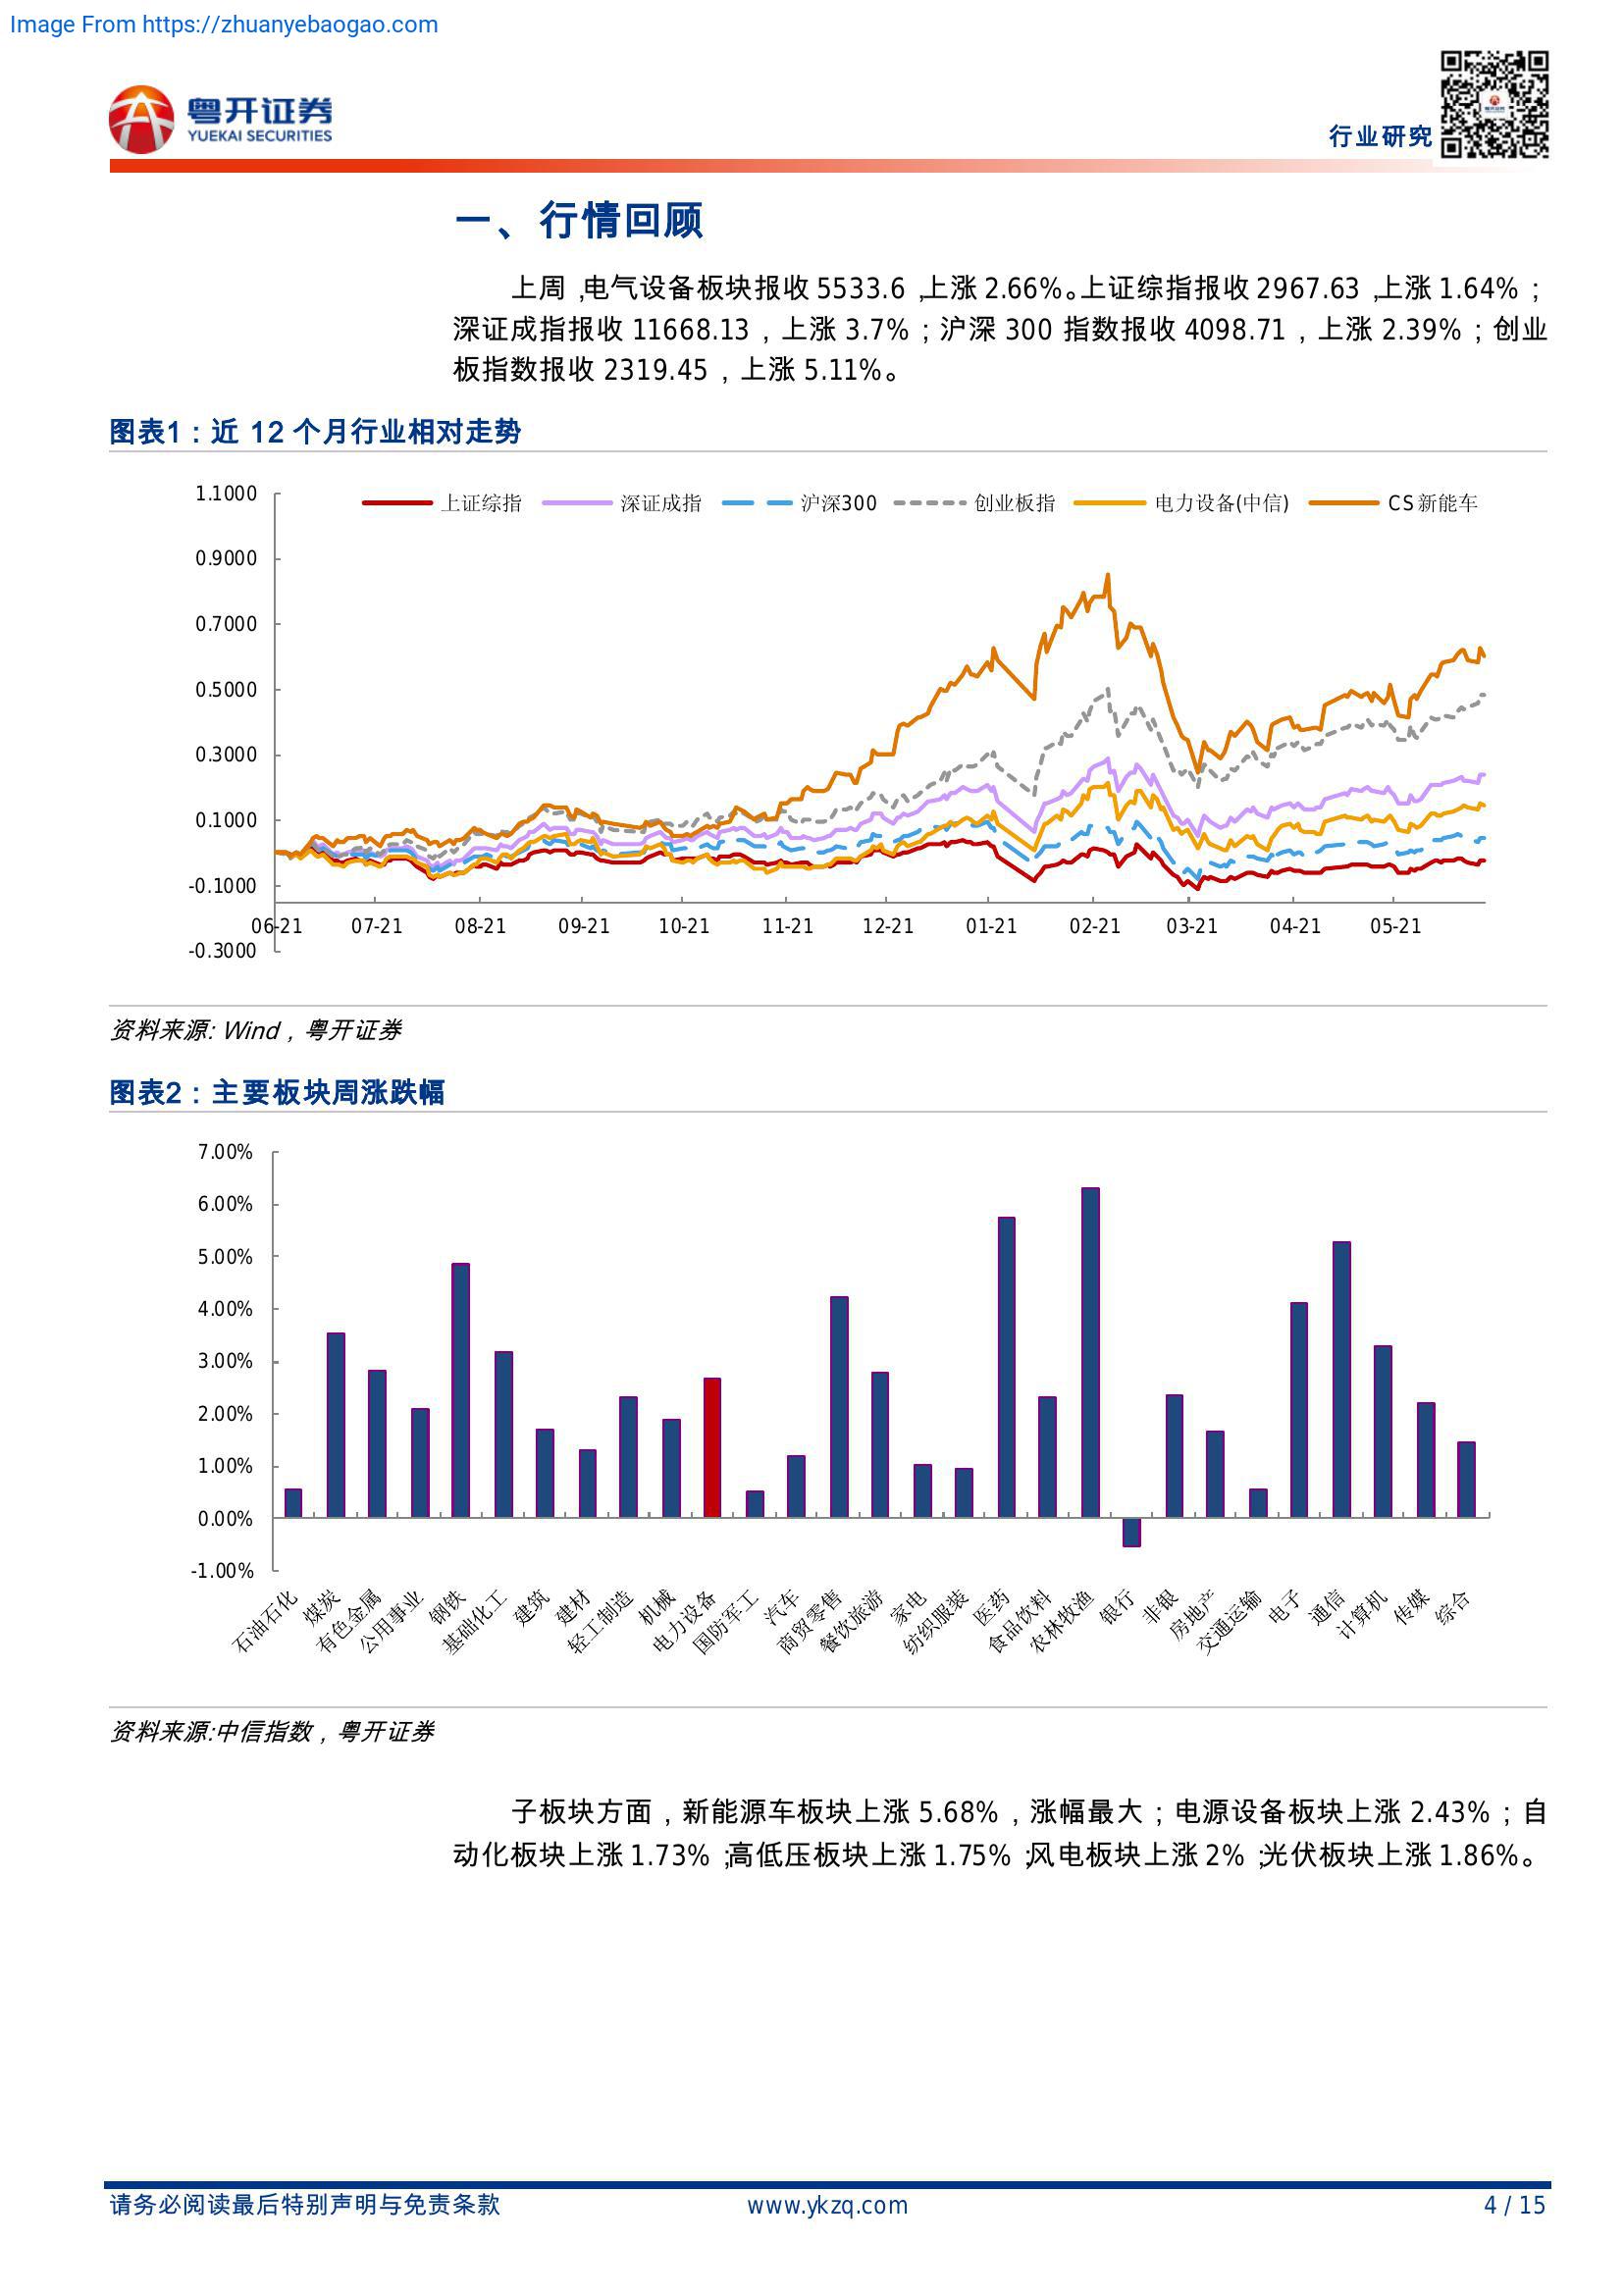 Image From https://zhuanyebaogao.com
粤开证券
YUEKAI SECURITIES
行业研究
一、行情回顾
上周,电气设备板块报收 5533.6,上涨 2.66%。上证综指报收 2967.63,上涨 1.64%；
深证成指报收 11668.13，上涨 3.7%；沪深 300 指数报收 4098.71，上涨 2.39%；创业
板指数报收 2319.45，上涨 5.11%。
图表1：近 12 个月行业相对走势
上证综指 深证成指 沪深300 创业板指 电力设备(中信) CS新能车
1.1000
0.9000
0.7000
0.5000
0.3000
0.1000
-0.1000
-0.3000
06-21 07-21 08-21 09-21 10-21 11-21 12-21 01-21 02-21 03-21 04-21 05-21
资料来源: Wind，粤开证券
图表2：主要板块周涨跌幅
7.00%
6.00%
5.00%
4.00%
3.00%
2.00%
1.00%
0.00%
-1.00%
石油石化 煤炭 有色金属 公用事业 钢铁 基础化工 建筑 建材 轻工制造 机械 电力设备 国防军工 汽车 商贸零售 餐饮旅游 家电 纺织服装 医药 食品饮料 农林牧渔 银行 非银 房地产 交通运输 电子 通信 计算机 传媒 综合
资料来源:中信指数，粤开证券
子板块方面，新能源车板块上涨 5.68%，涨幅最大；电源设备板块上涨 2.43%；自
动化板块上涨 1.73%;高低压板块上涨 1.75%;风电板块上涨 2%;光伏板块上涨 1.86%。
请务必阅读最后特别声明与免责条款 www.ykzq.com 4 / 15